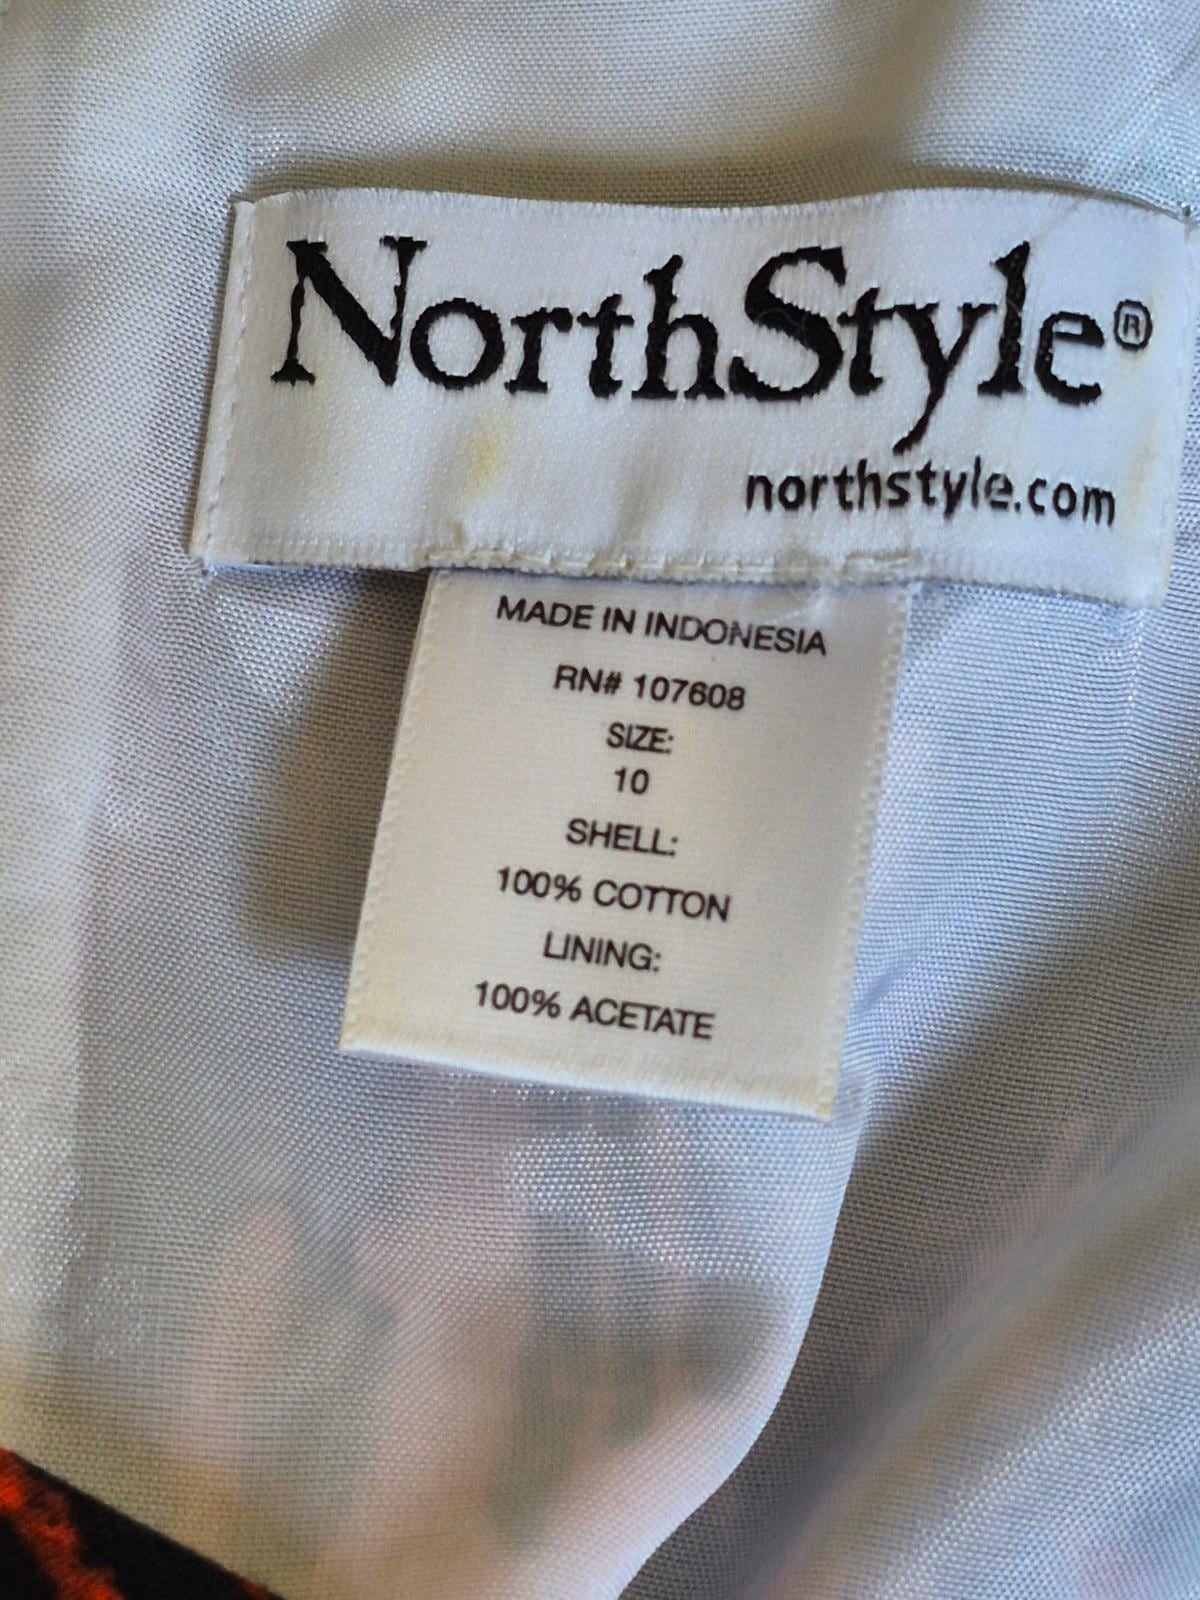 NorthStyle®
northstyle.com
MADE IN INDONESIA
RN# 107608
SIZE:
10
SHELL:
100% COTTON
LINING:
100% ACETATE